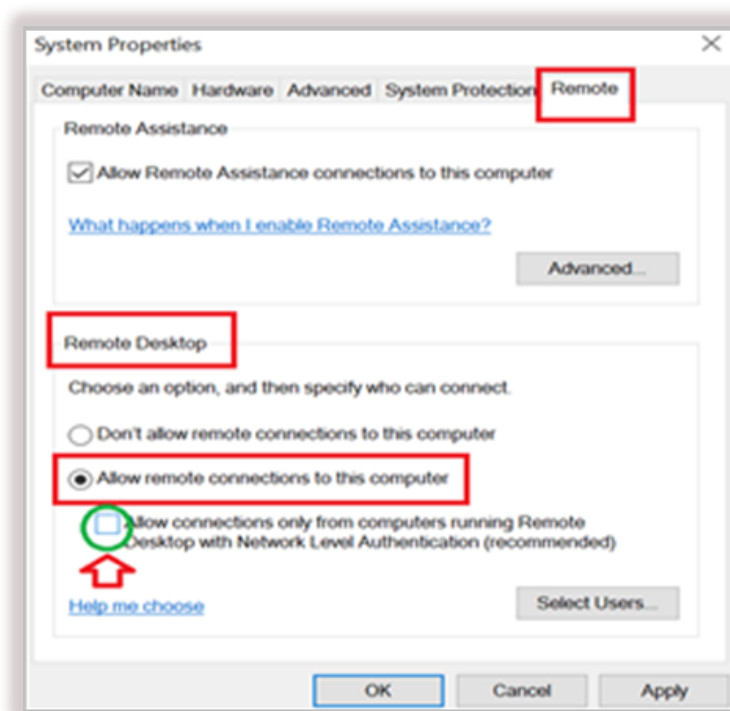 System Properties
Computer Name Hardware Advanced System Protection Remote
Remote Assistance
Allow Remote Assistance connections to this computer
What happens when I enable Remote Assistance?
Advanced...
Remote Desktop
Choose an option, and then specify who can connect.
Don't allow remote connections to this computer
Allow remote connections to this computer
Allow connections only from computers running Remote
Desktop with Network Level Authentication (recommended)
Help me choose
Select Users...
OK Cancel Apply